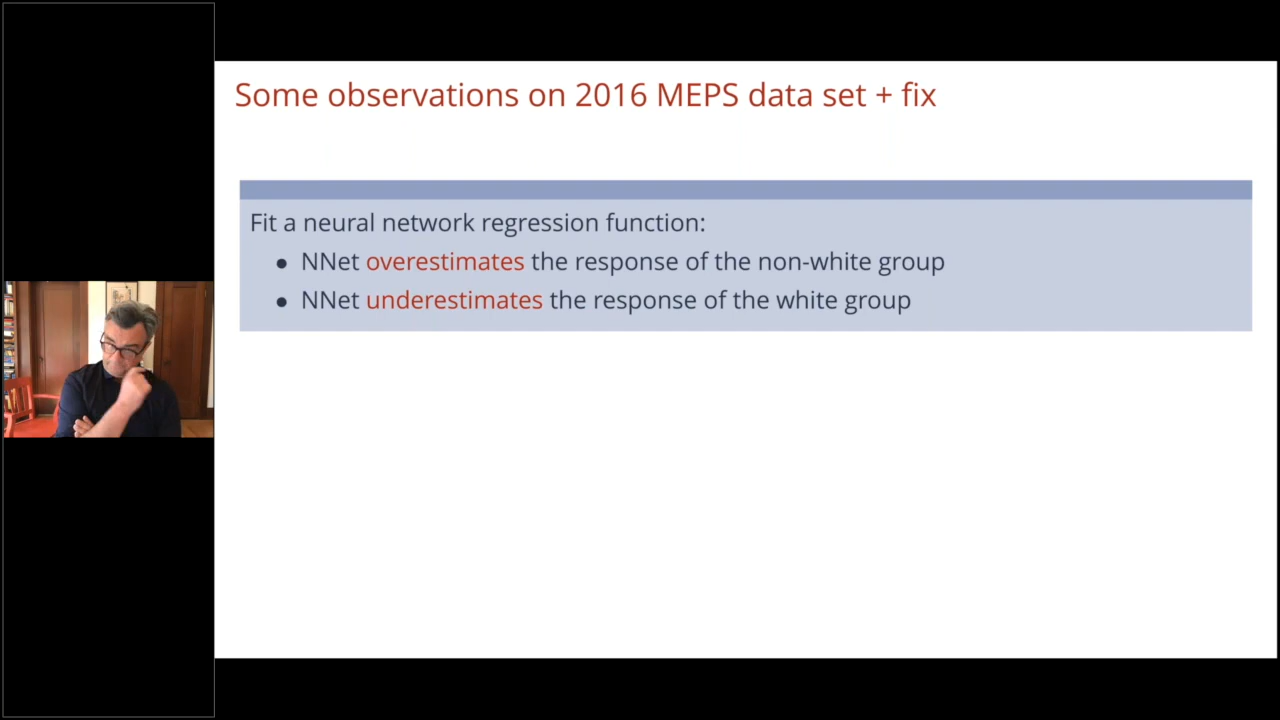 Some observations on 2016 MEPS data set + fix
Fit a neural network regression function:
● NNet overestimates the response of the non-white group
● NNet underestimates the response of the white group